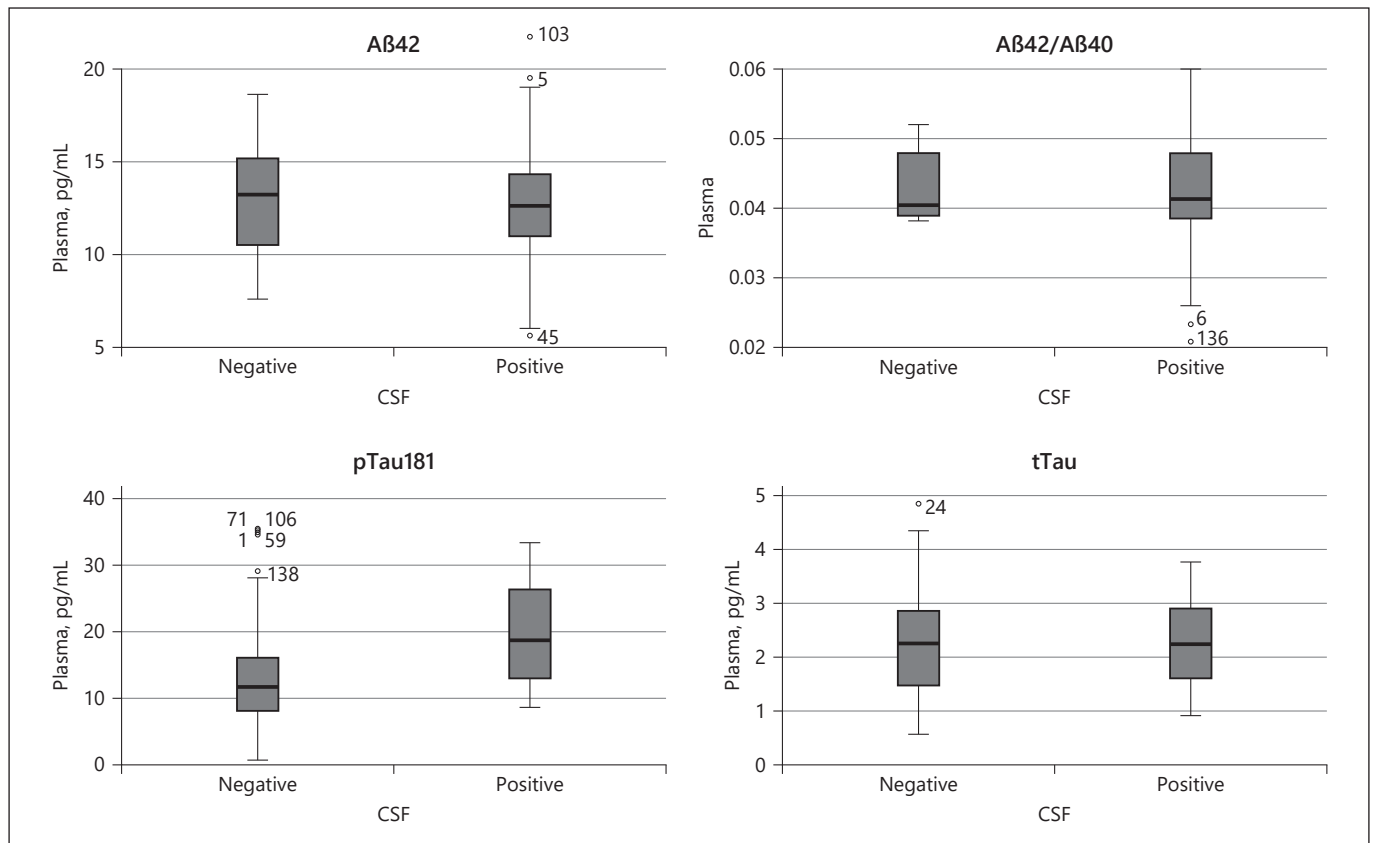 Aß42
103
20
5
15
Plasma, pg/mL
10
45
5
Negative Positive
CSF
Aß42/Aß40
0.06
0.05
Plasma
0.04
0.03
6
136
0.02
Negative Positive
CSF
pTau181
40
71 106
1 59
30
138
Plasma, pg/mL
20
10
0
Negative Positive
CSF
tTau
5
24
4
3
Plasma, pg/mL
2
1
0
Negative Positive
CSF